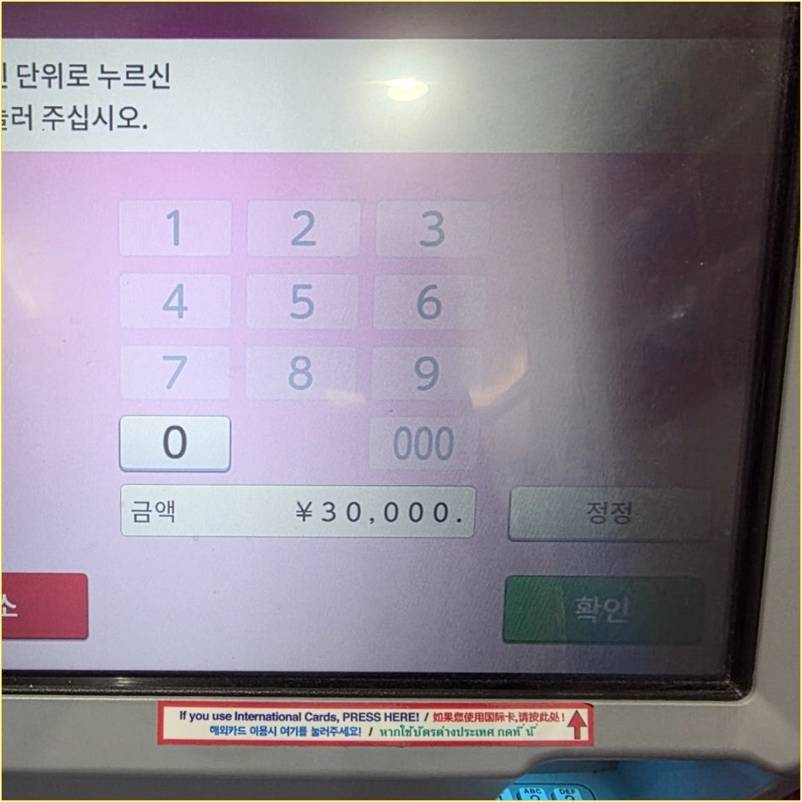 단위로 누르신
눌러 주십시오.
1 2 3
4 5 6
7 8 9
0 000
금액 ¥30,000. 정정
소 확인
If you use International Cards, PRESS HERE! / 如果您使用国际卡,请按此处!
해외카드 이용시 여기를 눌러주세요! / หากใช้บัตรต่างประเทศ กดที่นี่
ABC DEF